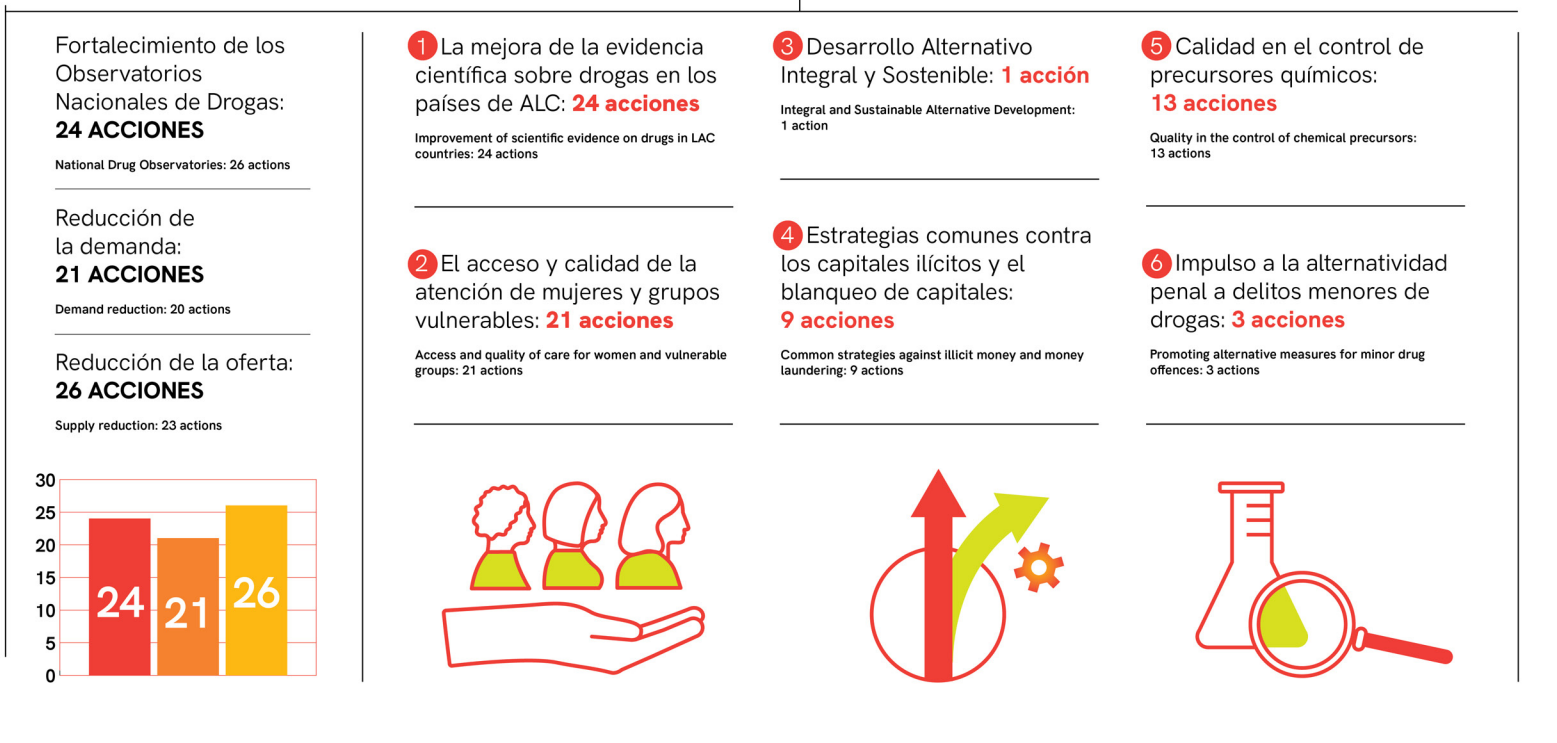 Fortalecimiento de los
Observatorios
Nacionales de Drogas:
24 ACCIONES
National Drug Observatories: 26 actions
Reducción de
la demanda:
21 ACCIONES
Demand reduction: 20 actions
Reducción de la oferta:
26 ACCIONES
Supply reduction: 23 actions
30
25
20
15
10
5
0
24
21
26
1 La mejora de la evidencia
científica sobre drogas en los
países de ALC: 24 acciones
Improvement of scientific evidence on drugs in LAC
countries: 24 actions
2 El acceso y calidad de la
atención de mujeres y grupos
vulnerables: 21 acciones
Access and quality of care for women and vulnerable
groups: 21 actions
3 Desarrollo Alternativo
Integral y Sostenible: 1 acción
Integral and Sustainable Alternative Development:
1 action
4 Estrategias comunes contra
los capitales ilícitos y el
blanqueo de capitales:
9 acciones
Common strategies against illicit money and money
laundering: 9 actions
5 Calidad en el control de
precursores químicos:
13 acciones
Quality in the control of chemical precursors:
13 actions
6 Impulso a la alternatividad
penal a delitos menores de
drogas: 3 acciones
Promoting alternative measures for minor drug
offences: 3 actions